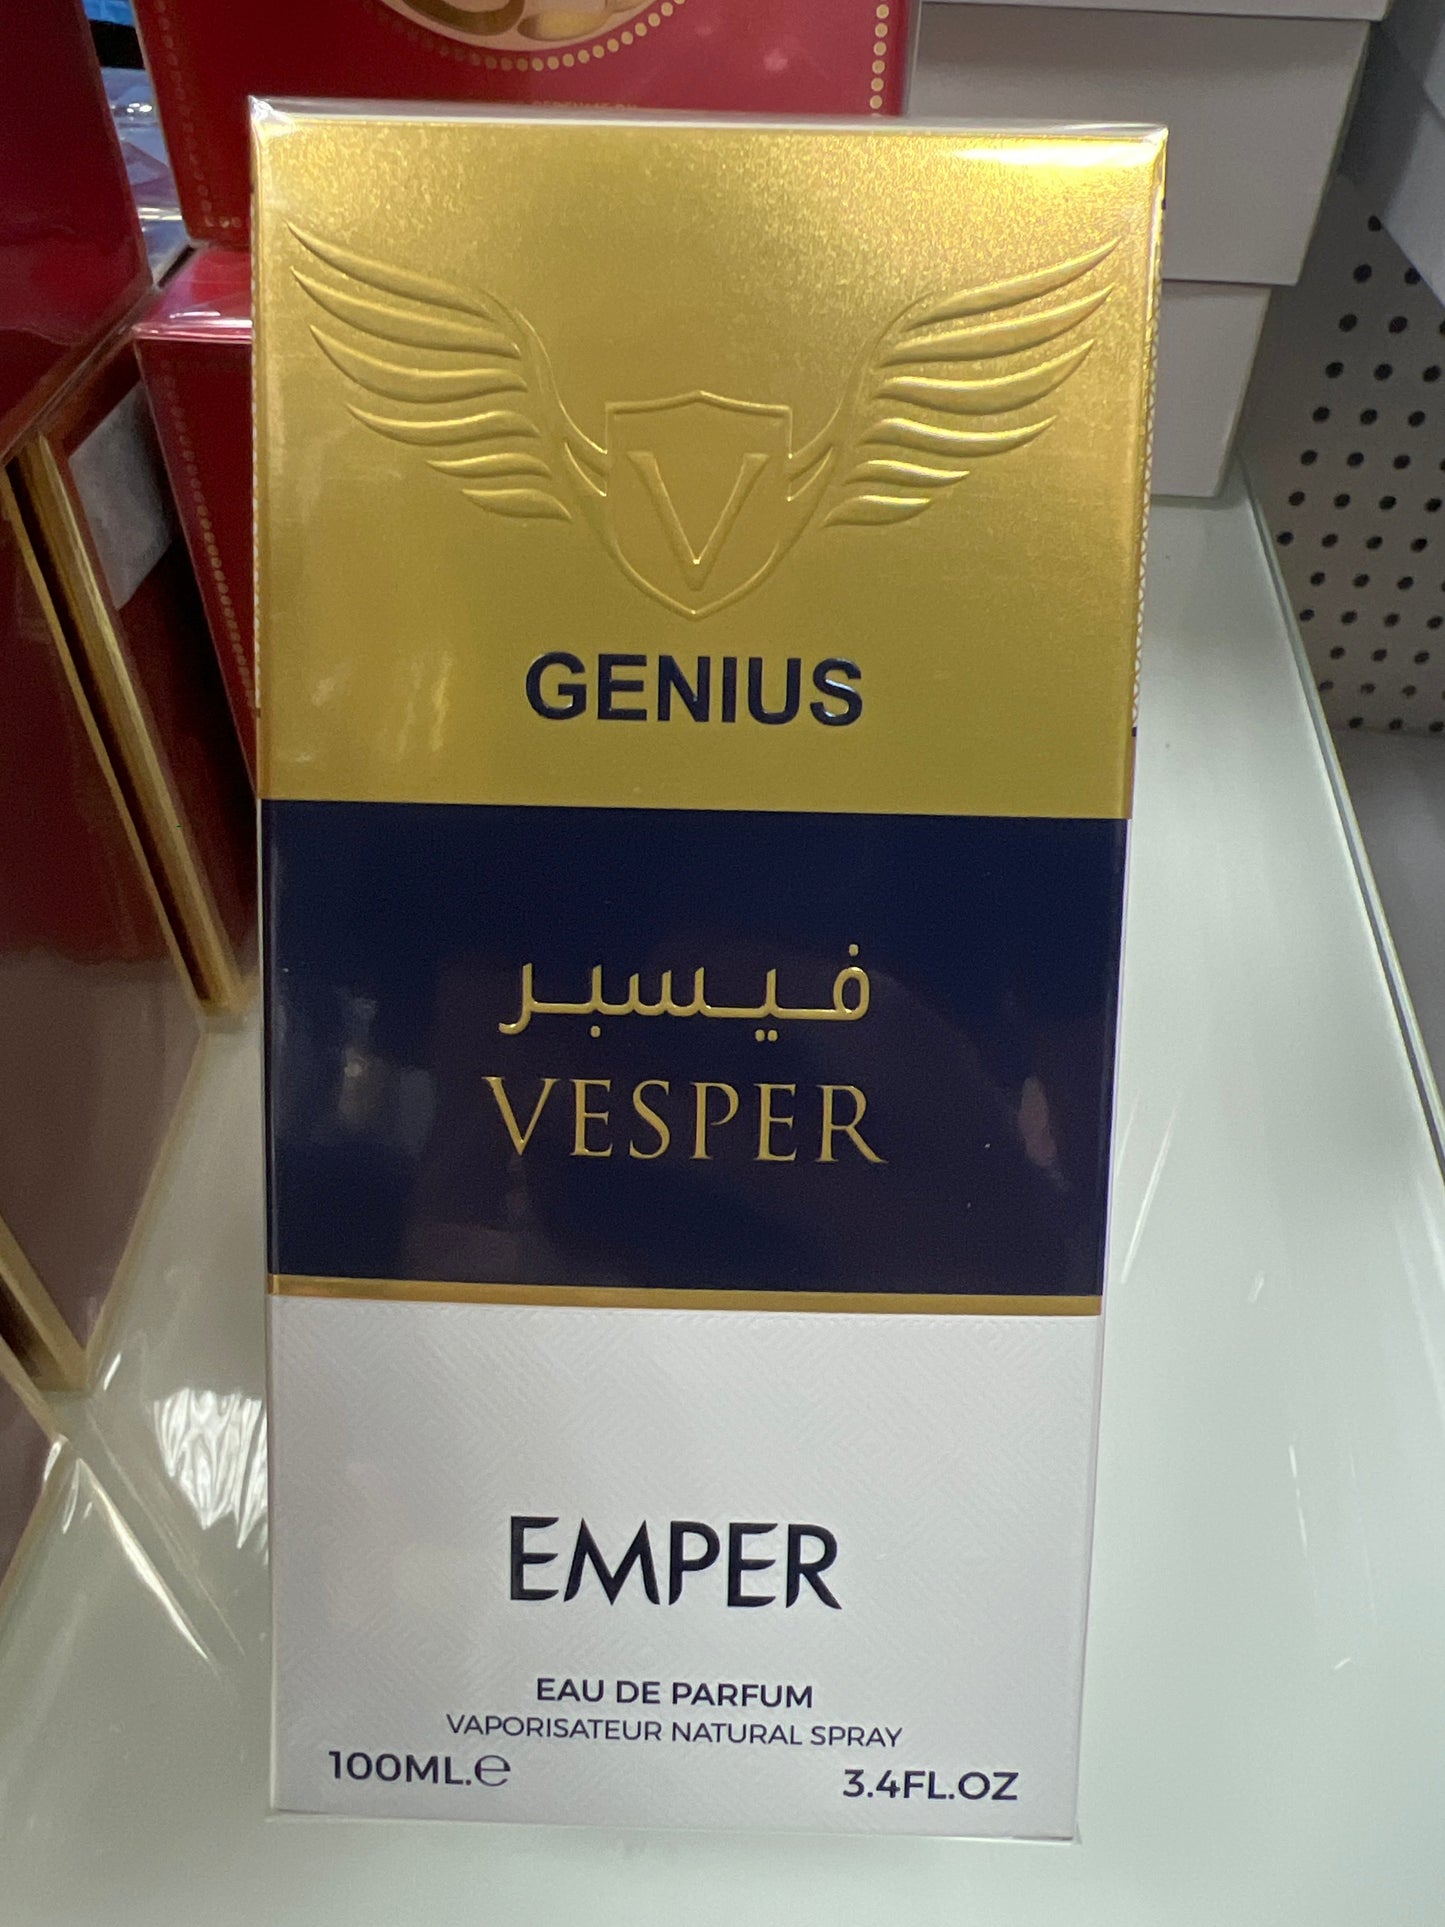 V
GENIUS
فيسبر
VESPER
EMPER
EAU DE PARFUM
VAPORISATEUR NATURAL SPRAY
100ML.℮
3.4FL.OZ